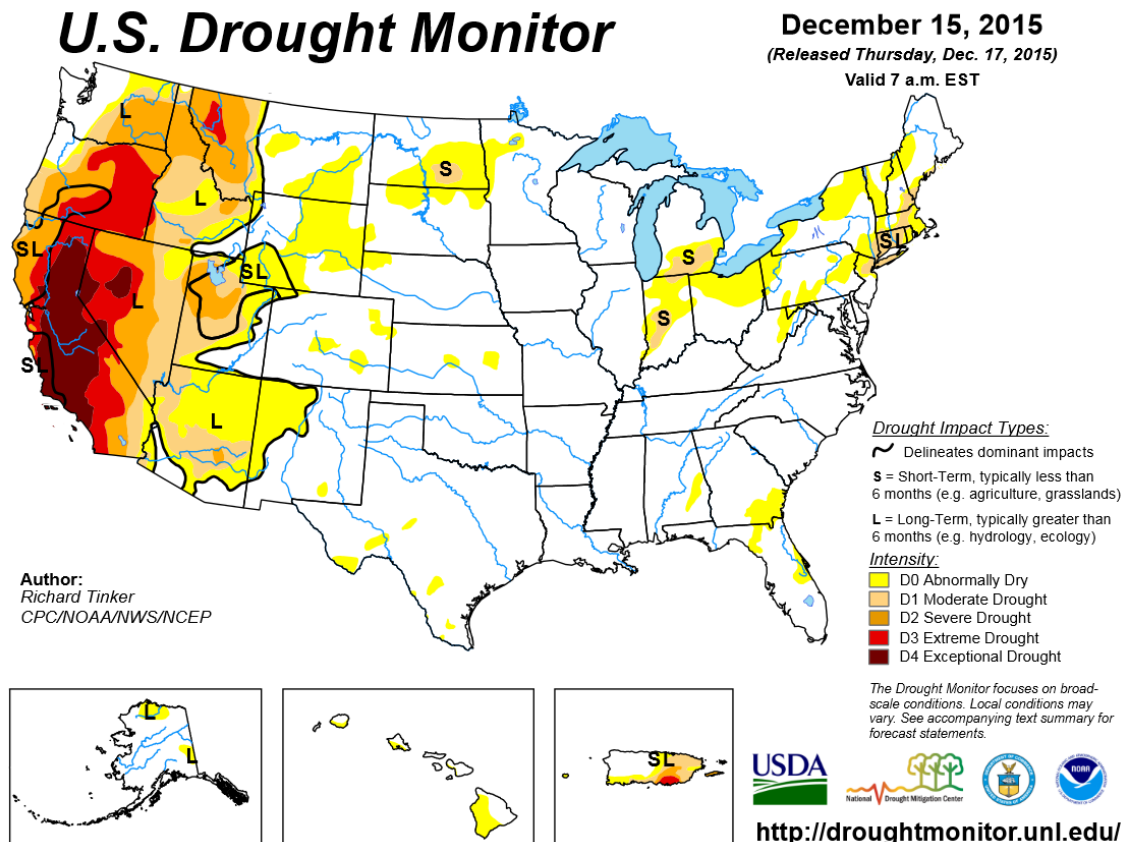 U.S. Drought Monitor
December 15, 2015
(Released Thursday, Dec. 17, 2015)
Valid 7 a.m. EST
L
S
L
SL
SL
L
SL
L
S
S
SL
Drought Impact Types:
Delineates dominant impacts
S = Short-Term, typically less than
6 months (e.g. agriculture, grasslands)
L = Long-Term, typically greater than
6 months (e.g. hydrology, ecology)
Intensity:
D0 Abnormally Dry
D1 Moderate Drought
D2 Severe Drought
D3 Extreme Drought
D4 Exceptional Drought
Author:
Richard Tinker
CPC/NOAA/NWS/NCEP
The Drought Monitor focuses on broad-
scale conditions. Local conditions may
vary. See accompanying text summary for
forecast statements.
L
L
SL
USDA
National Drought Mitigation Center
NOAA
http://droughtmonitor.unl.edu/